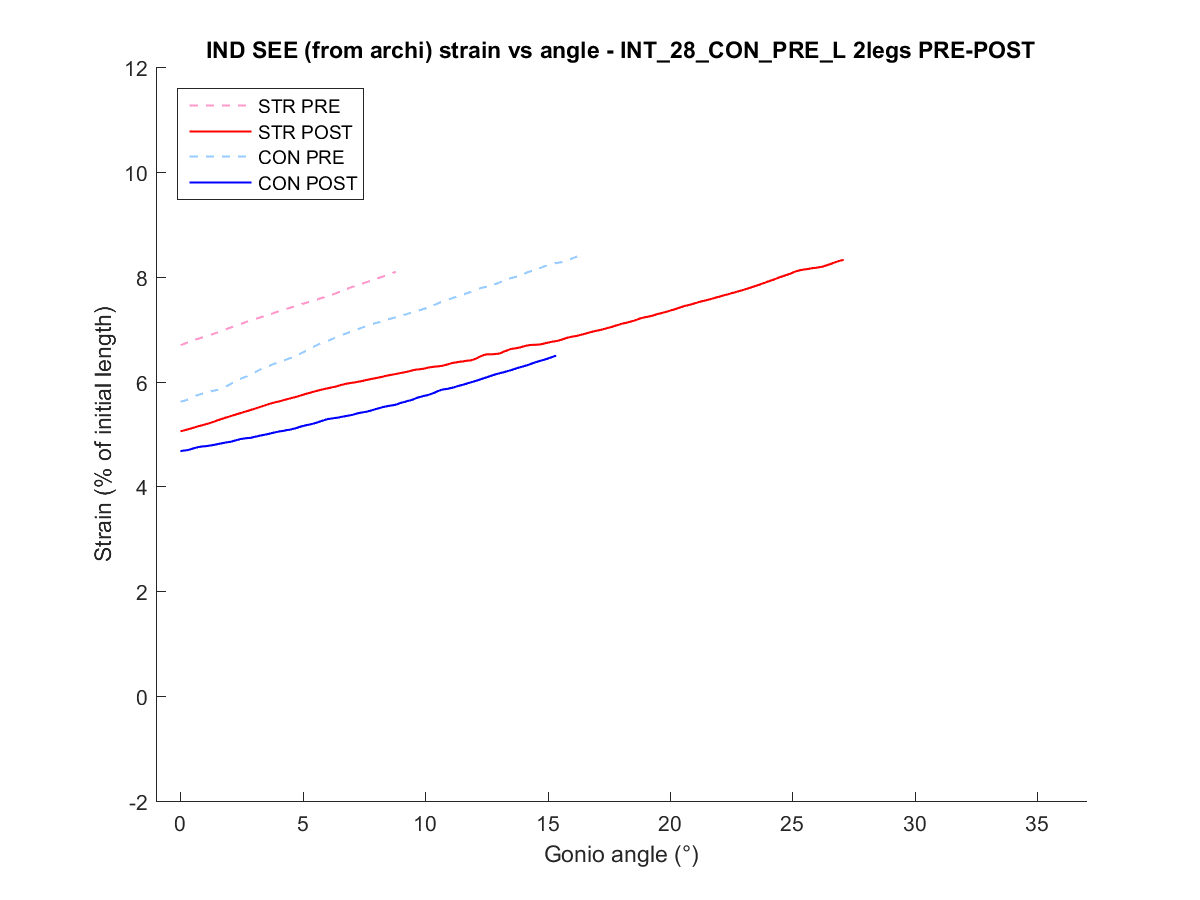 IND SEE (from archi) strain vs angle - INT_28_CON_PRE_L 2legs PRE-POST
STR PRE
STR POST
CON PRE
CON POST
12
10
8
6
4
2
0
-2
Strain (% of initial length)
0 5 10 15 20 25 30 35
Gonio angle (°)